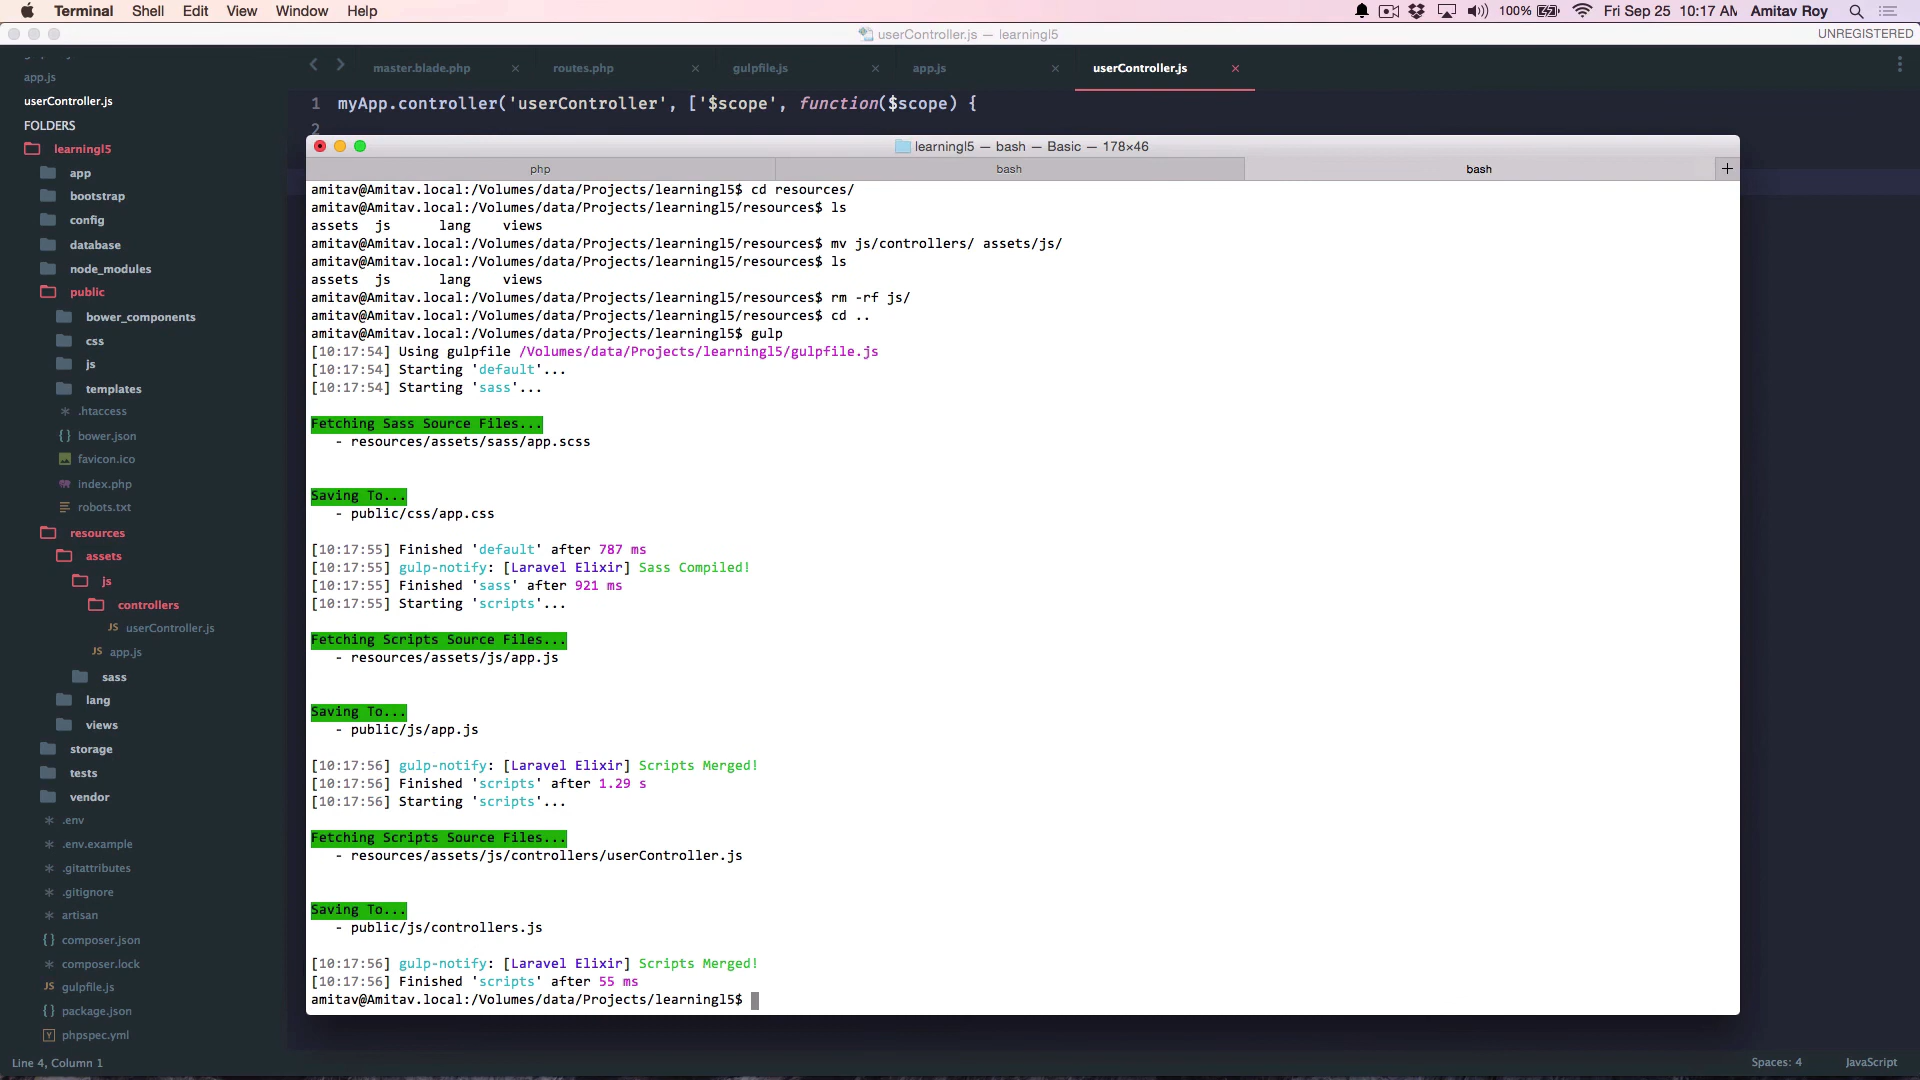 Terminal Shell Edit View Window Help
100% Fri Sep 25 10:17 AM Amitav Roy
userController.js — learningl5
UNREGISTERED
app.js
userController.js
FOLDERS
learningl5
app
bootstrap
config
database
node_modules
public
bower_components
css
js
templates
.htaccess
bower.json
favicon.ico
index.php
robots.txt
resources
assets
js
controllers
JS userController.js
JS app.js
sass
lang
views
storage
tests
vendor
.env
.env.example
.gitattributes
.gitignore
artisan
composer.json
composer.lock
JS gulpfile.js
package.json
Y phpspec.yml
master.blade.php routes.php gulpfile.js app.js userController.js
1 myApp.controller('userController', ['$scope', function($scope) {
2
learningl5 — bash — Basic — 178×46
php bash bash
amitav@Amitav.local:/Volumes/data/Projects/learningl5$ cd resources/
amitav@Amitav.local:/Volumes/data/Projects/learningl5/resources$ ls
assets js lang views
amitav@Amitav.local:/Volumes/data/Projects/learningl5/resources$ mv js/controllers/ assets/js/
amitav@Amitav.local:/Volumes/data/Projects/learningl5/resources$ ls
assets js lang views
amitav@Amitav.local:/Volumes/data/Projects/learningl5/resources$ rm -rf js/
amitav@Amitav.local:/Volumes/data/Projects/learningl5/resources$ cd ..
amitav@Amitav.local:/Volumes/data/Projects/learningl5$ gulp
[10:17:54] Using gulpfile /Volumes/data/Projects/learningl5/gulpfile.js
[10:17:54] Starting 'default'...
[10:17:54] Starting 'sass'...
Fetching Sass Source Files...
- resources/assets/sass/app.scss
Saving To...
- public/css/app.css
[10:17:55] Finished 'default' after 787 ms
[10:17:55] gulp-notify: [Laravel Elixir] Sass Compiled!
[10:17:55] Finished 'sass' after 921 ms
[10:17:55] Starting 'scripts'...
Fetching Scripts Source Files...
- resources/assets/js/app.js
Saving To...
- public/js/app.js
[10:17:56] gulp-notify: [Laravel Elixir] Scripts Merged!
[10:17:56] Finished 'scripts' after 1.29 s
[10:17:56] Starting 'scripts'...
Fetching Scripts Source Files...
- resources/assets/js/controllers/userController.js
Saving To...
- public/js/controllers.js
[10:17:56] gulp-notify: [Laravel Elixir] Scripts Merged!
[10:17:56] Finished 'scripts' after 55 ms
amitav@Amitav.local:/Volumes/data/Projects/learningl5$
Line 4, Column 1
Spaces: 4 JavaScript